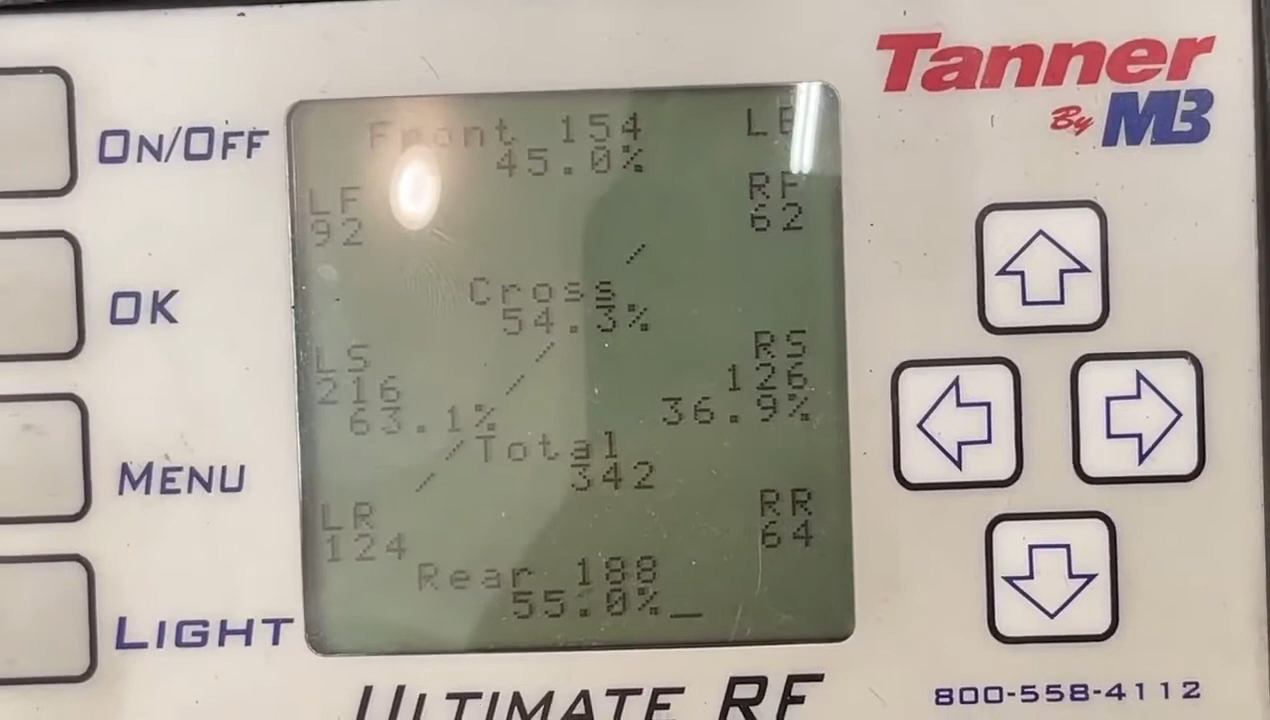 Tanner
By M3
ON/OFF
Front 154
45.0%
LB
LF
92
RF
62
OK
Cross
54.3%
LS
216
63.1%
RS
126
36.9%
MENU
Total
342
LR
124
RR
64
Rear 188
55.0%_
LIGHT
ULTIMATE RF
800-558-4112